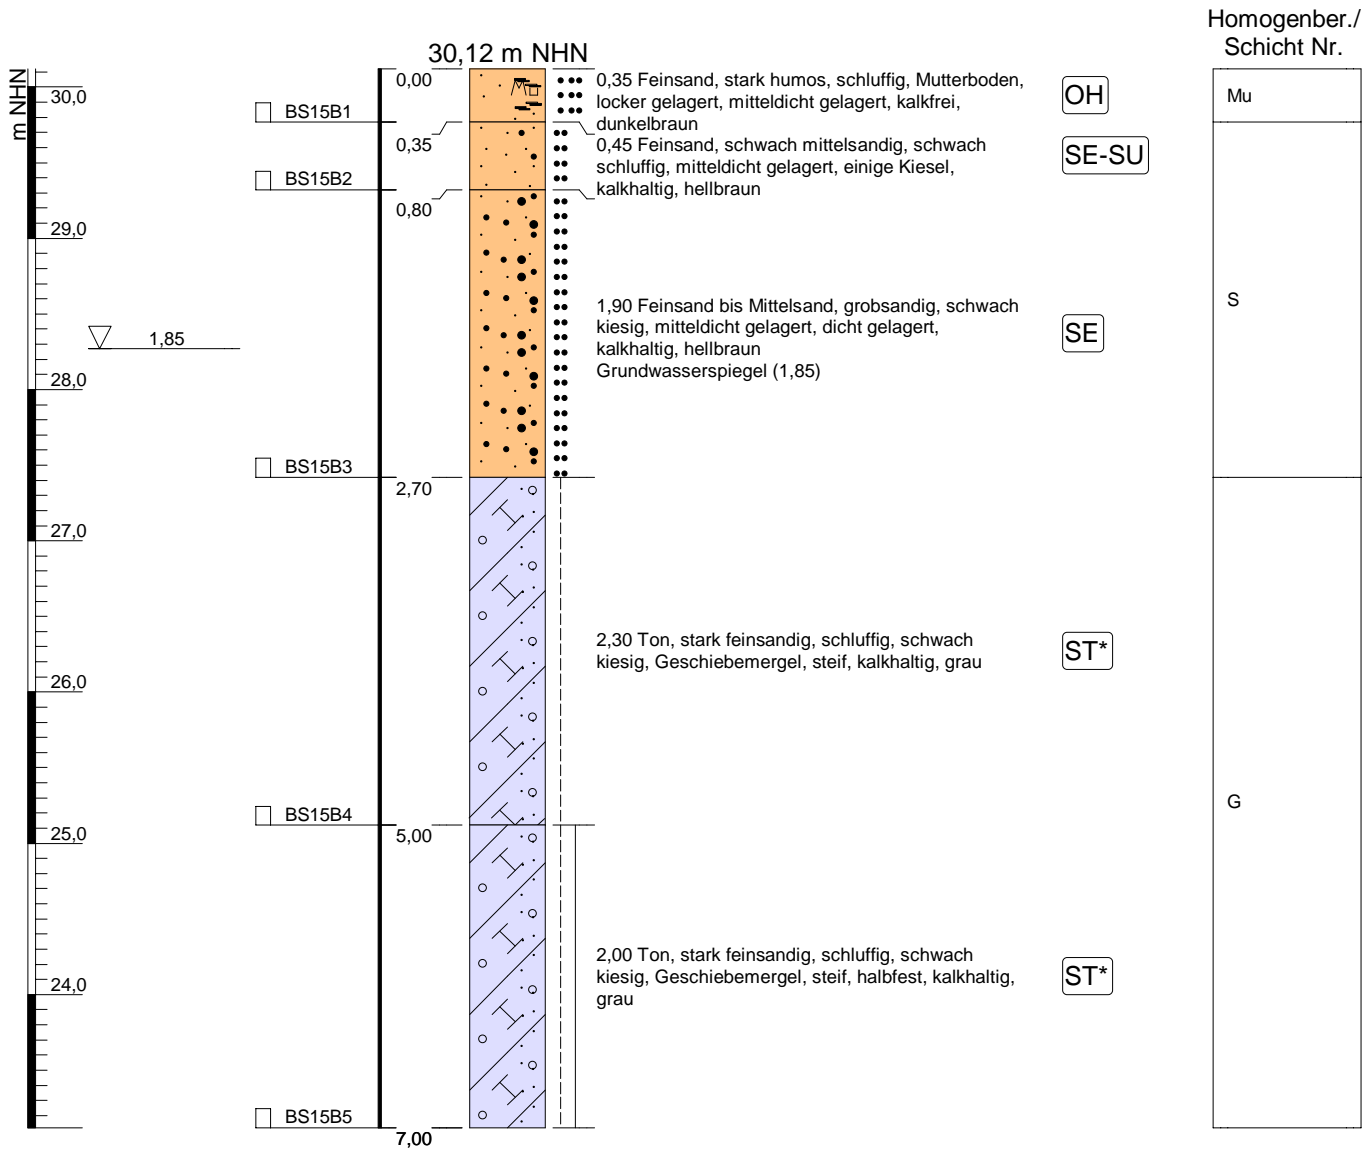 Homogenber./
Schicht Nr.
30,12 m NHN
m NHN
30,0
29,0
28,0
27,0
26,0
25,0
24,0
1,85
BS15B1
BS15B2
BS15B3
BS15B4
BS15B5
0,00
0,35
0,80
2,70
5,00
7,00
0,35 Feinsand, stark humos, schluffig, Mutterboden,
locker gelagert, mitteldicht gelagert, kalkfrei,
dunkelbraun
OH
Mu
0,45 Feinsand, schwach mittelsandig, schwach
schluffig, mitteldicht gelagert, einige Kiesel,
kalkhaltig, hellbraun
SE-SU
1,90 Feinsand bis Mittelsand, grobsandig, schwach
kiesig, mitteldicht gelagert, dicht gelagert,
kalkhaltig, hellbraun
Grundwasserspiegel (1,85)
SE
S
2,30 Ton, stark feinsandig, schluffig, schwach
kiesig, Geschiebemergel, steif, kalkhaltig, grau
ST*
G
2,00 Ton, stark feinsandig, schluffig, schwach
kiesig, Geschiebemergel, steif, halbfest, kalkhaltig,
grau
ST*